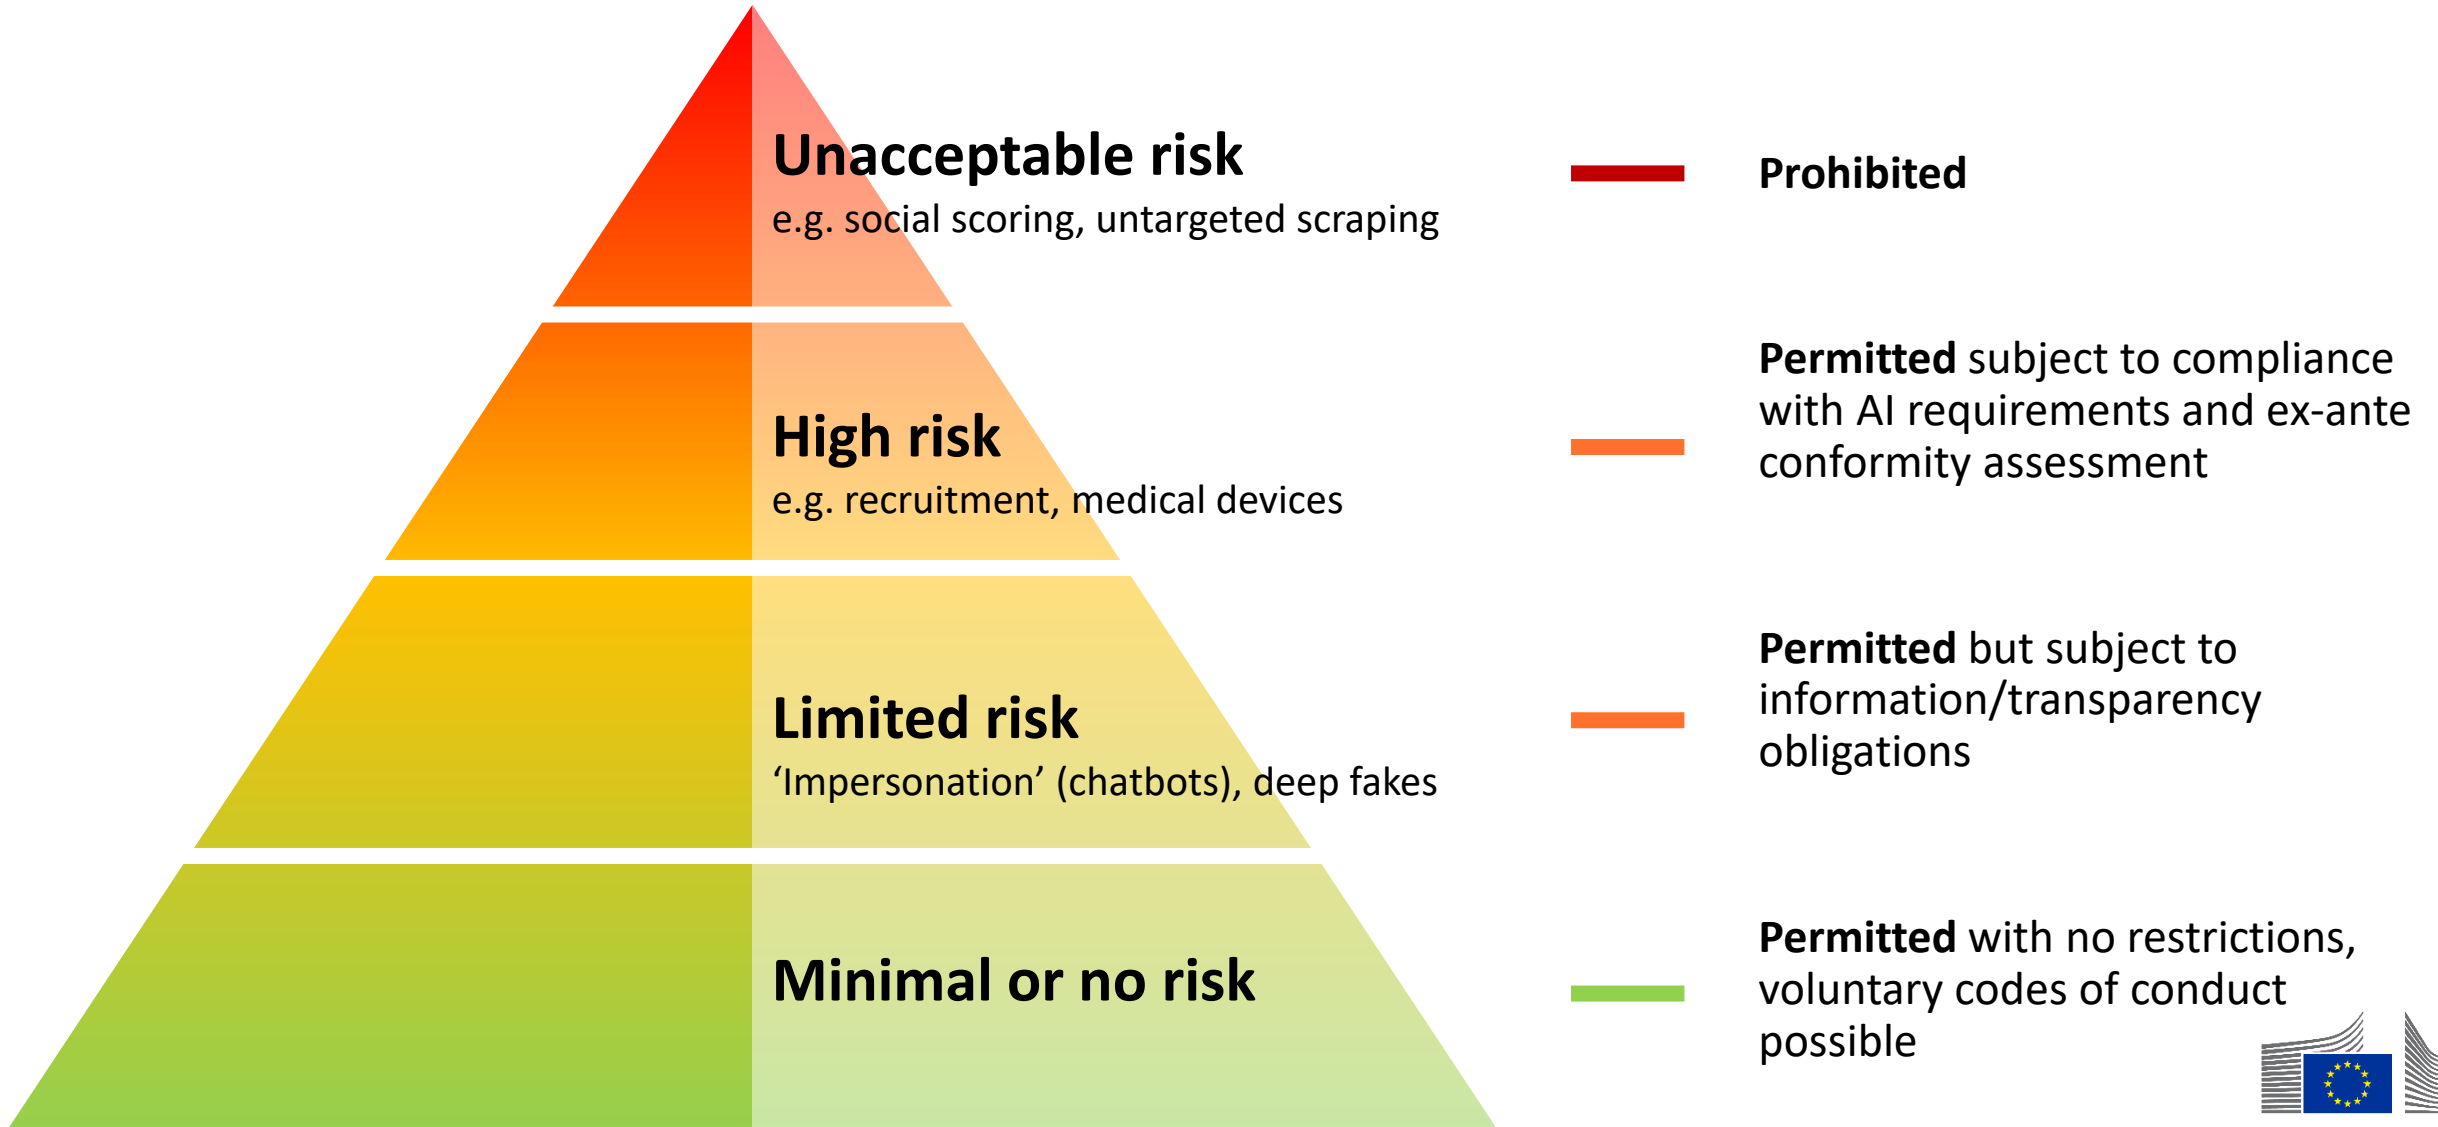 Unacceptable risk
e.g. social scoring, untargeted scraping
Prohibited
High risk
e.g. recruitment, medical devices
Permitted subject to compliance
with AI requirements and ex-ante
conformity assessment
Limited risk
‘Impersonation’ (chatbots), deep fakes
Permitted but subject to
information/transparency
obligations
Minimal or no risk
Permitted with no restrictions,
voluntary codes of conduct
possible